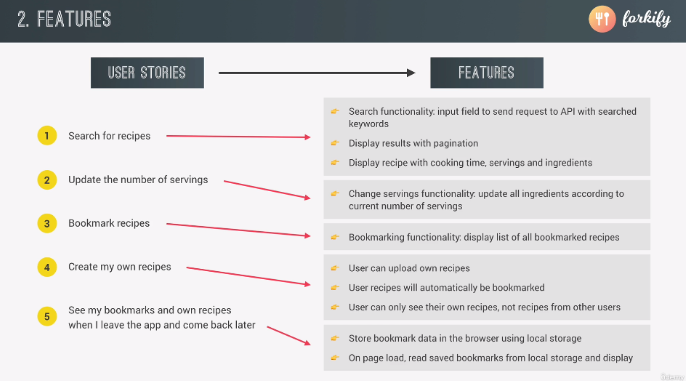 2. FEATURES
forkify
USER STORIES
FEATURES
1 Search for recipes
Search functionality: input field to send request to API with searched
keywords
Display results with pagination
Display recipe with cooking time, servings and ingredients
2 Update the number of servings
Change servings functionality: update all ingredients according to
current number of servings
3 Bookmark recipes
Bookmarking functionality: display list of all bookmarked recipes
4 Create my own recipes
User can upload own recipes
User recipes will automatically be bookmarked
User can only see their own recipes, not recipes from other users
5 See my bookmarks and own recipes
when I leave the app and come back later
Store bookmark data in the browser using local storage
On page load, read saved bookmarks from local storage and display